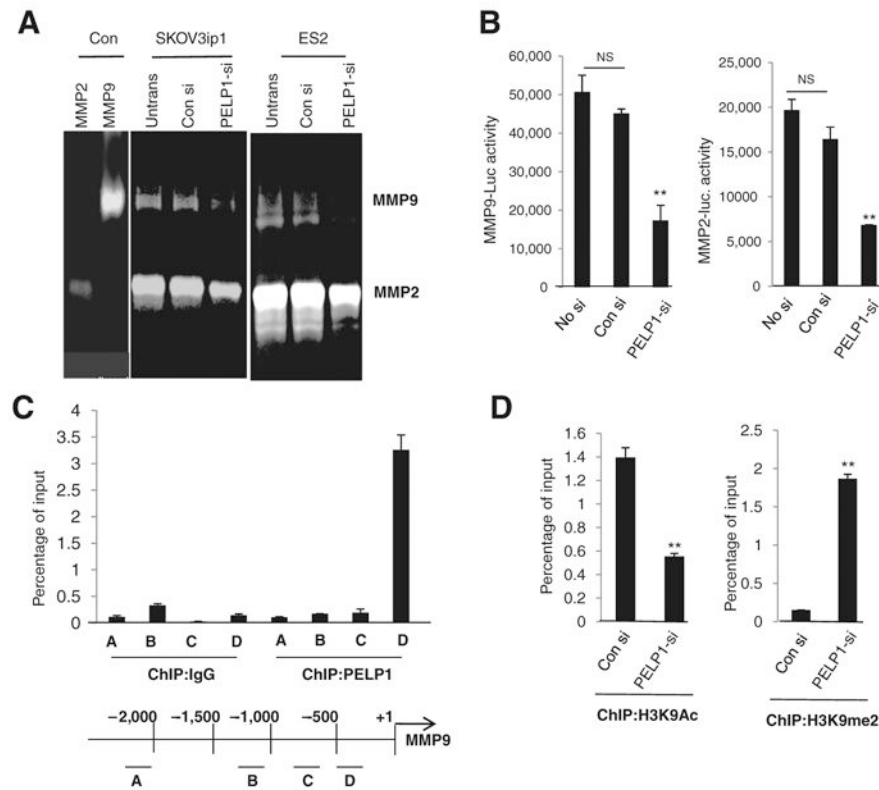 A
Con
SKOV3ip1
ES2
MMP2
MMP9
Untrans
Con si
PELP1-si
Untrans
Con si
PELP1-si
MMP9
MMP2
B
MMP9-Luc activity
60,000
50,000
40,000
30,000
20,000
10,000
0
NS
**
No si
Con si
PELP1-si
MMP2-luc. activity
25,000
20,000
15,000
10,000
5,000
0
NS
**
No si
Con si
PELP1-si
C
Percentage of input
4
3.5
3
2.5
2
1.5
1
0.5
0
A B C D A B C D
ChIP:IgG ChIP:PELP1
−2,000 −1,500 −1,000 −500 +1
MMP9
A B C D
D
Percentage of input
1.6
1.4
1.2
1
0.8
0.6
0.4
0.2
0
**
Con si
PELP1-si
ChIP:H3K9Ac
Percentage of input
2.5
2
1.5
1
0.5
0
**
Con si
PELP1-si
ChIP:H3K9me2